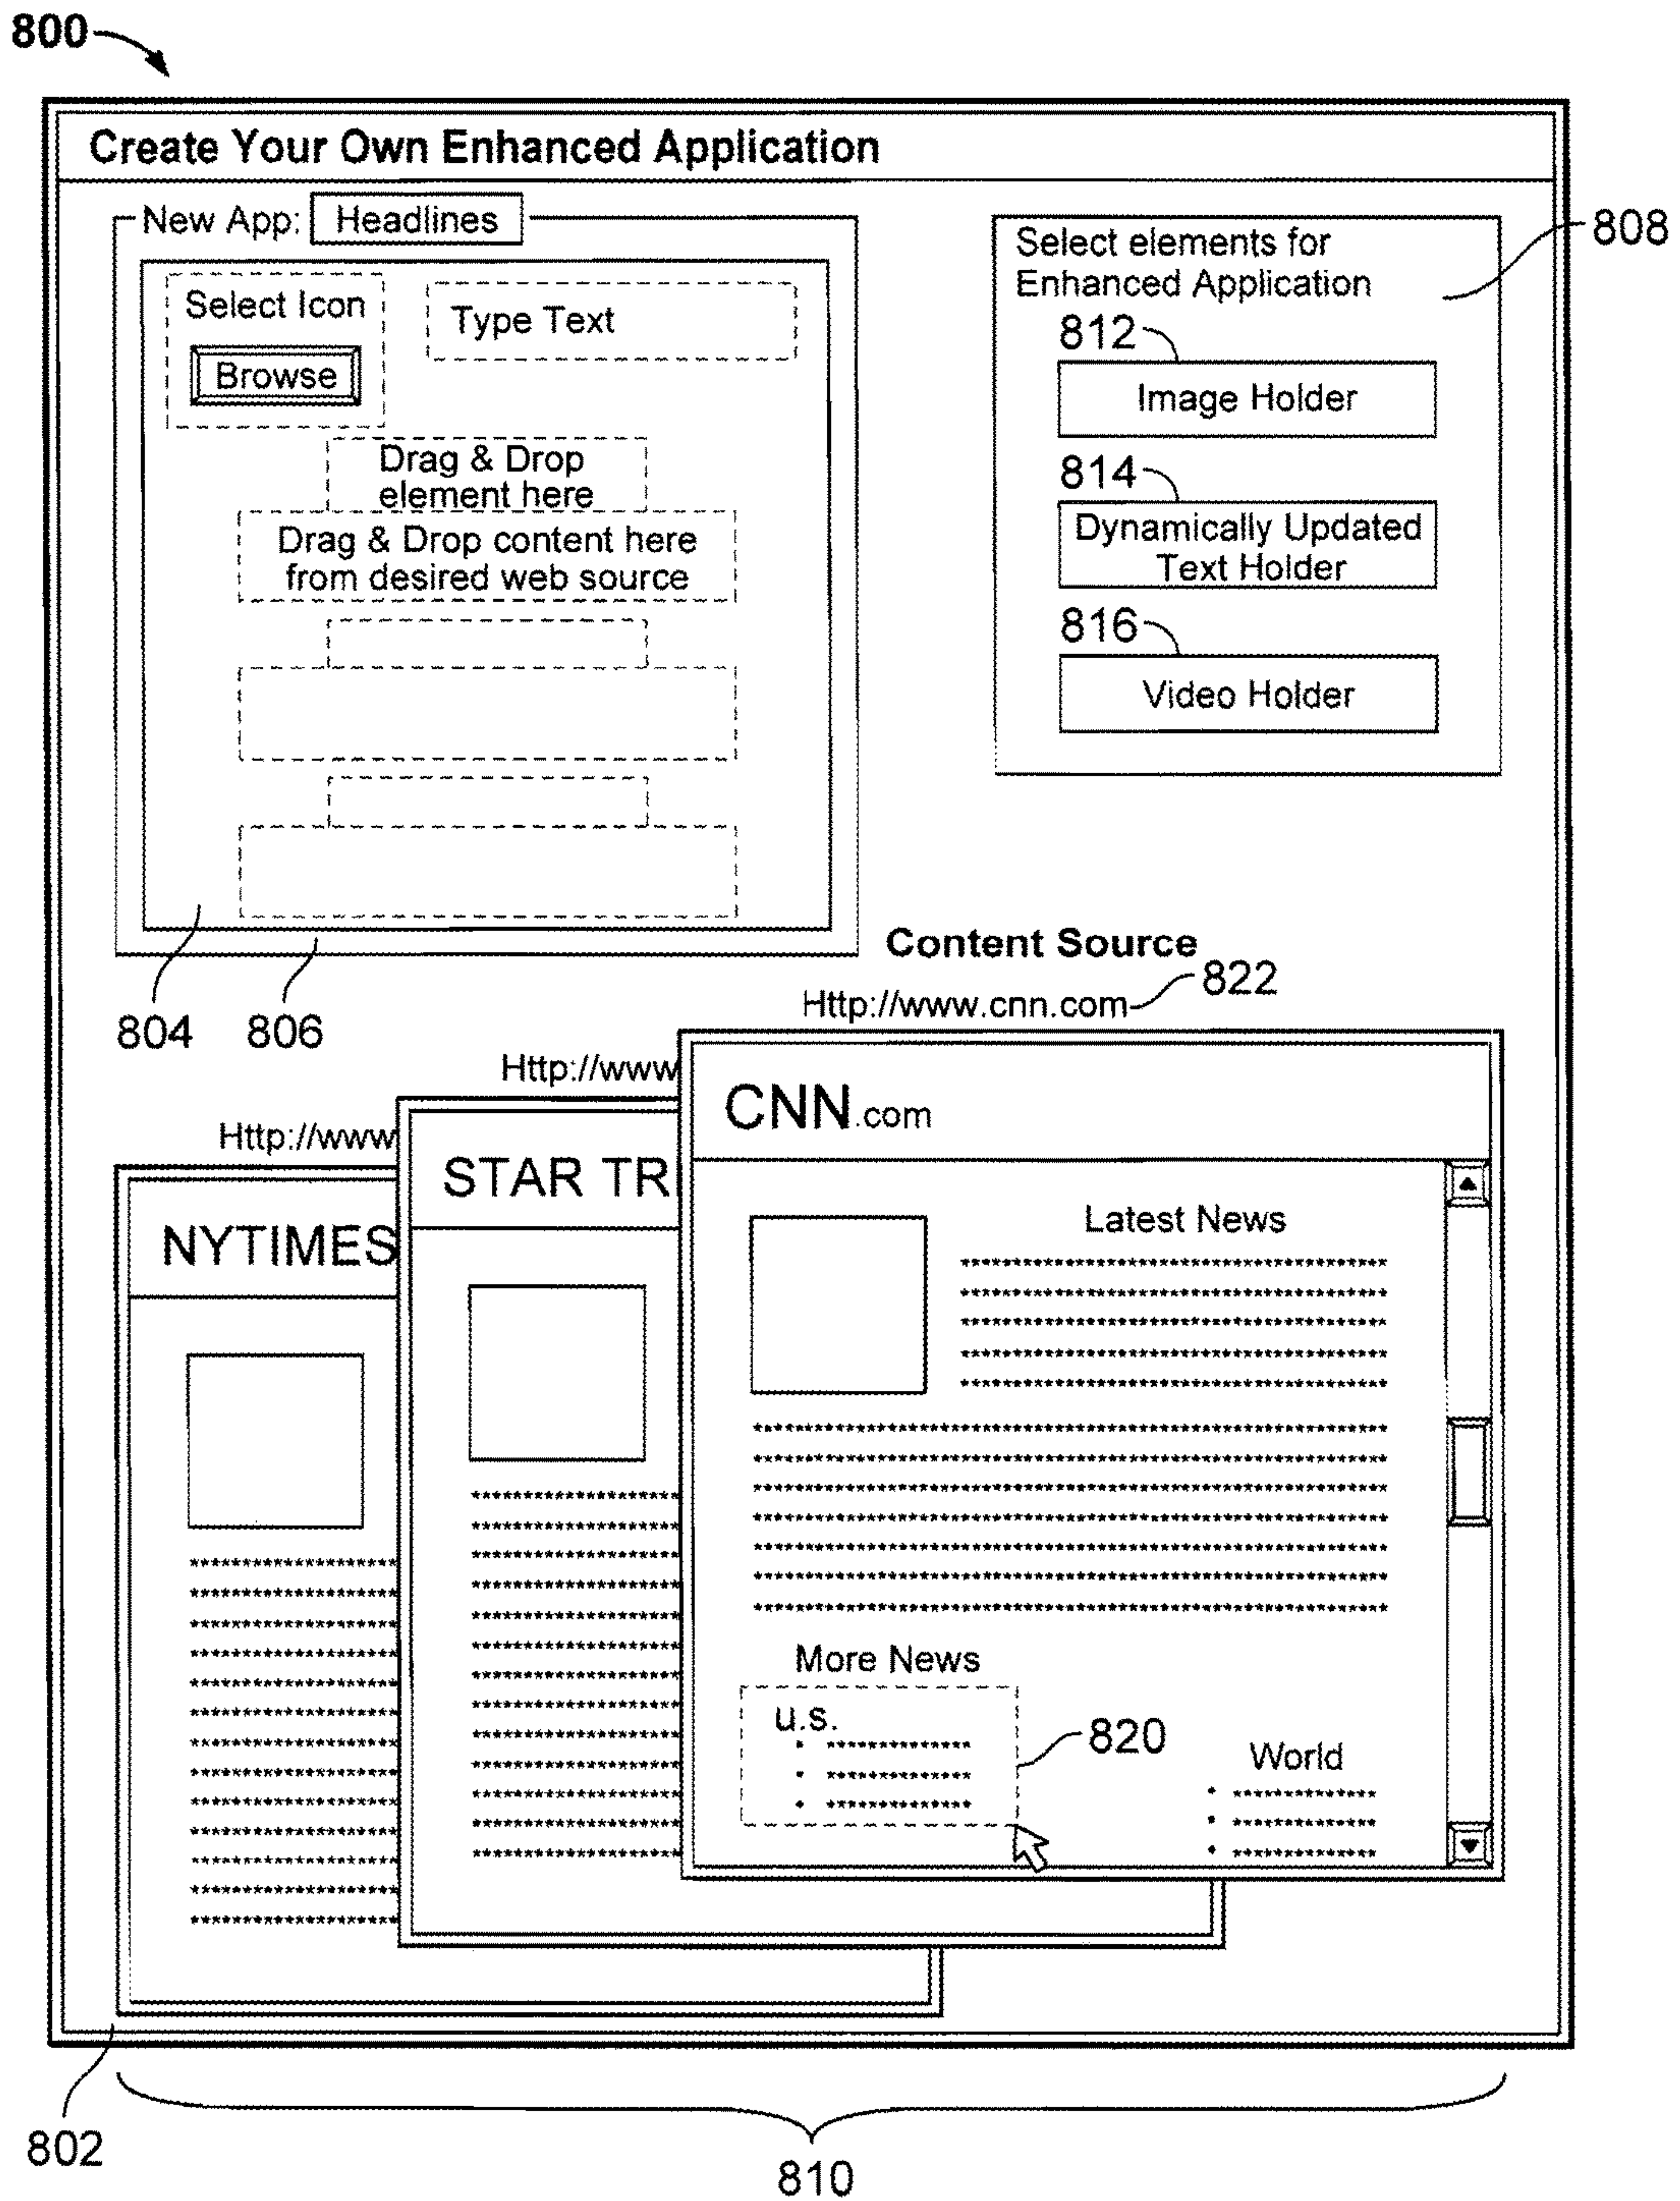 800
Create Your Own Enhanced Application
New App: Headlines
Select Icon
Browse
Type Text
Drag & Drop
element here
Drag & Drop content here
from desired web source
804
806
Select elements for
Enhanced Application
808
812
Image Holder
814
Dynamically Updated
Text Holder
816
Video Holder
Content Source
Http://www.cnn.com
822
Http://www
Http://www
CNN.com
STAR TR
NYTIMES
Latest News
More News
u.s.
820
World
802
810